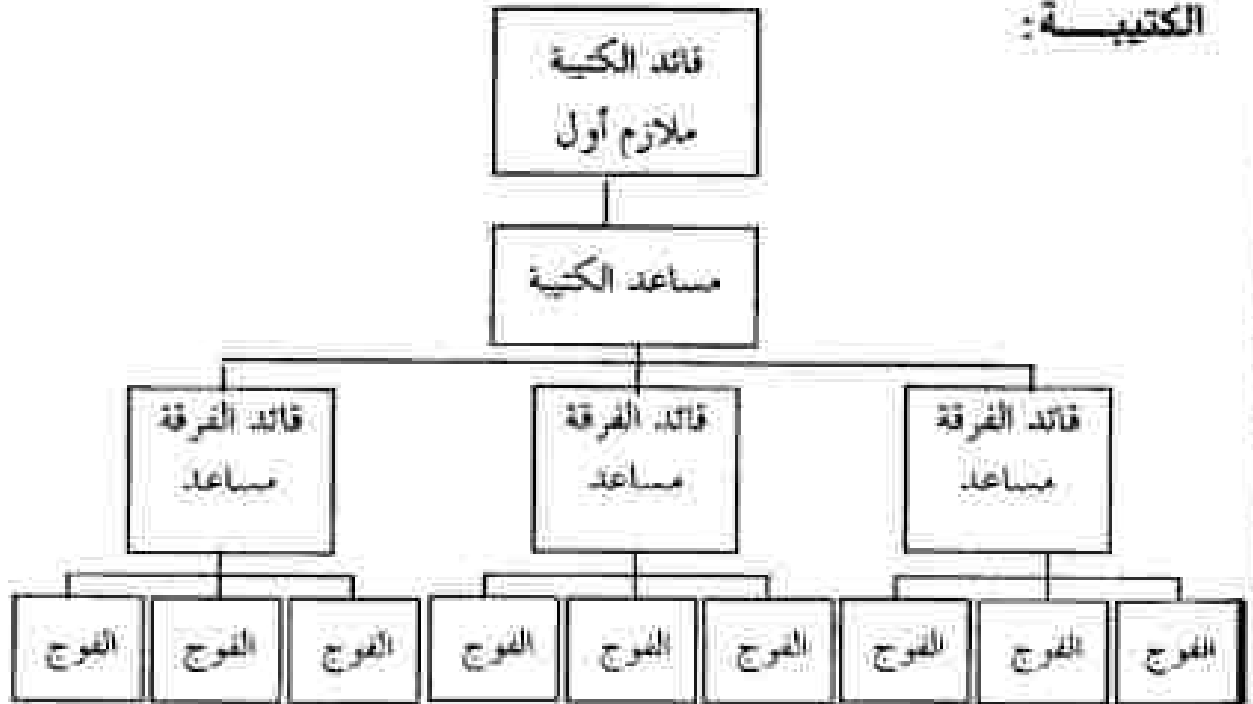 الكتيبـــة:
قائد الكتيبة
ملازم أول
مساعد الكتيبة
قائد الفرقة
مساعد
قائد الفرقة
مساعد
قائد الفرقة
مساعد
الفوج
الفوج
الفوج
الفوج
الفوج
الفوج
الفوج
الفوج
الفوج